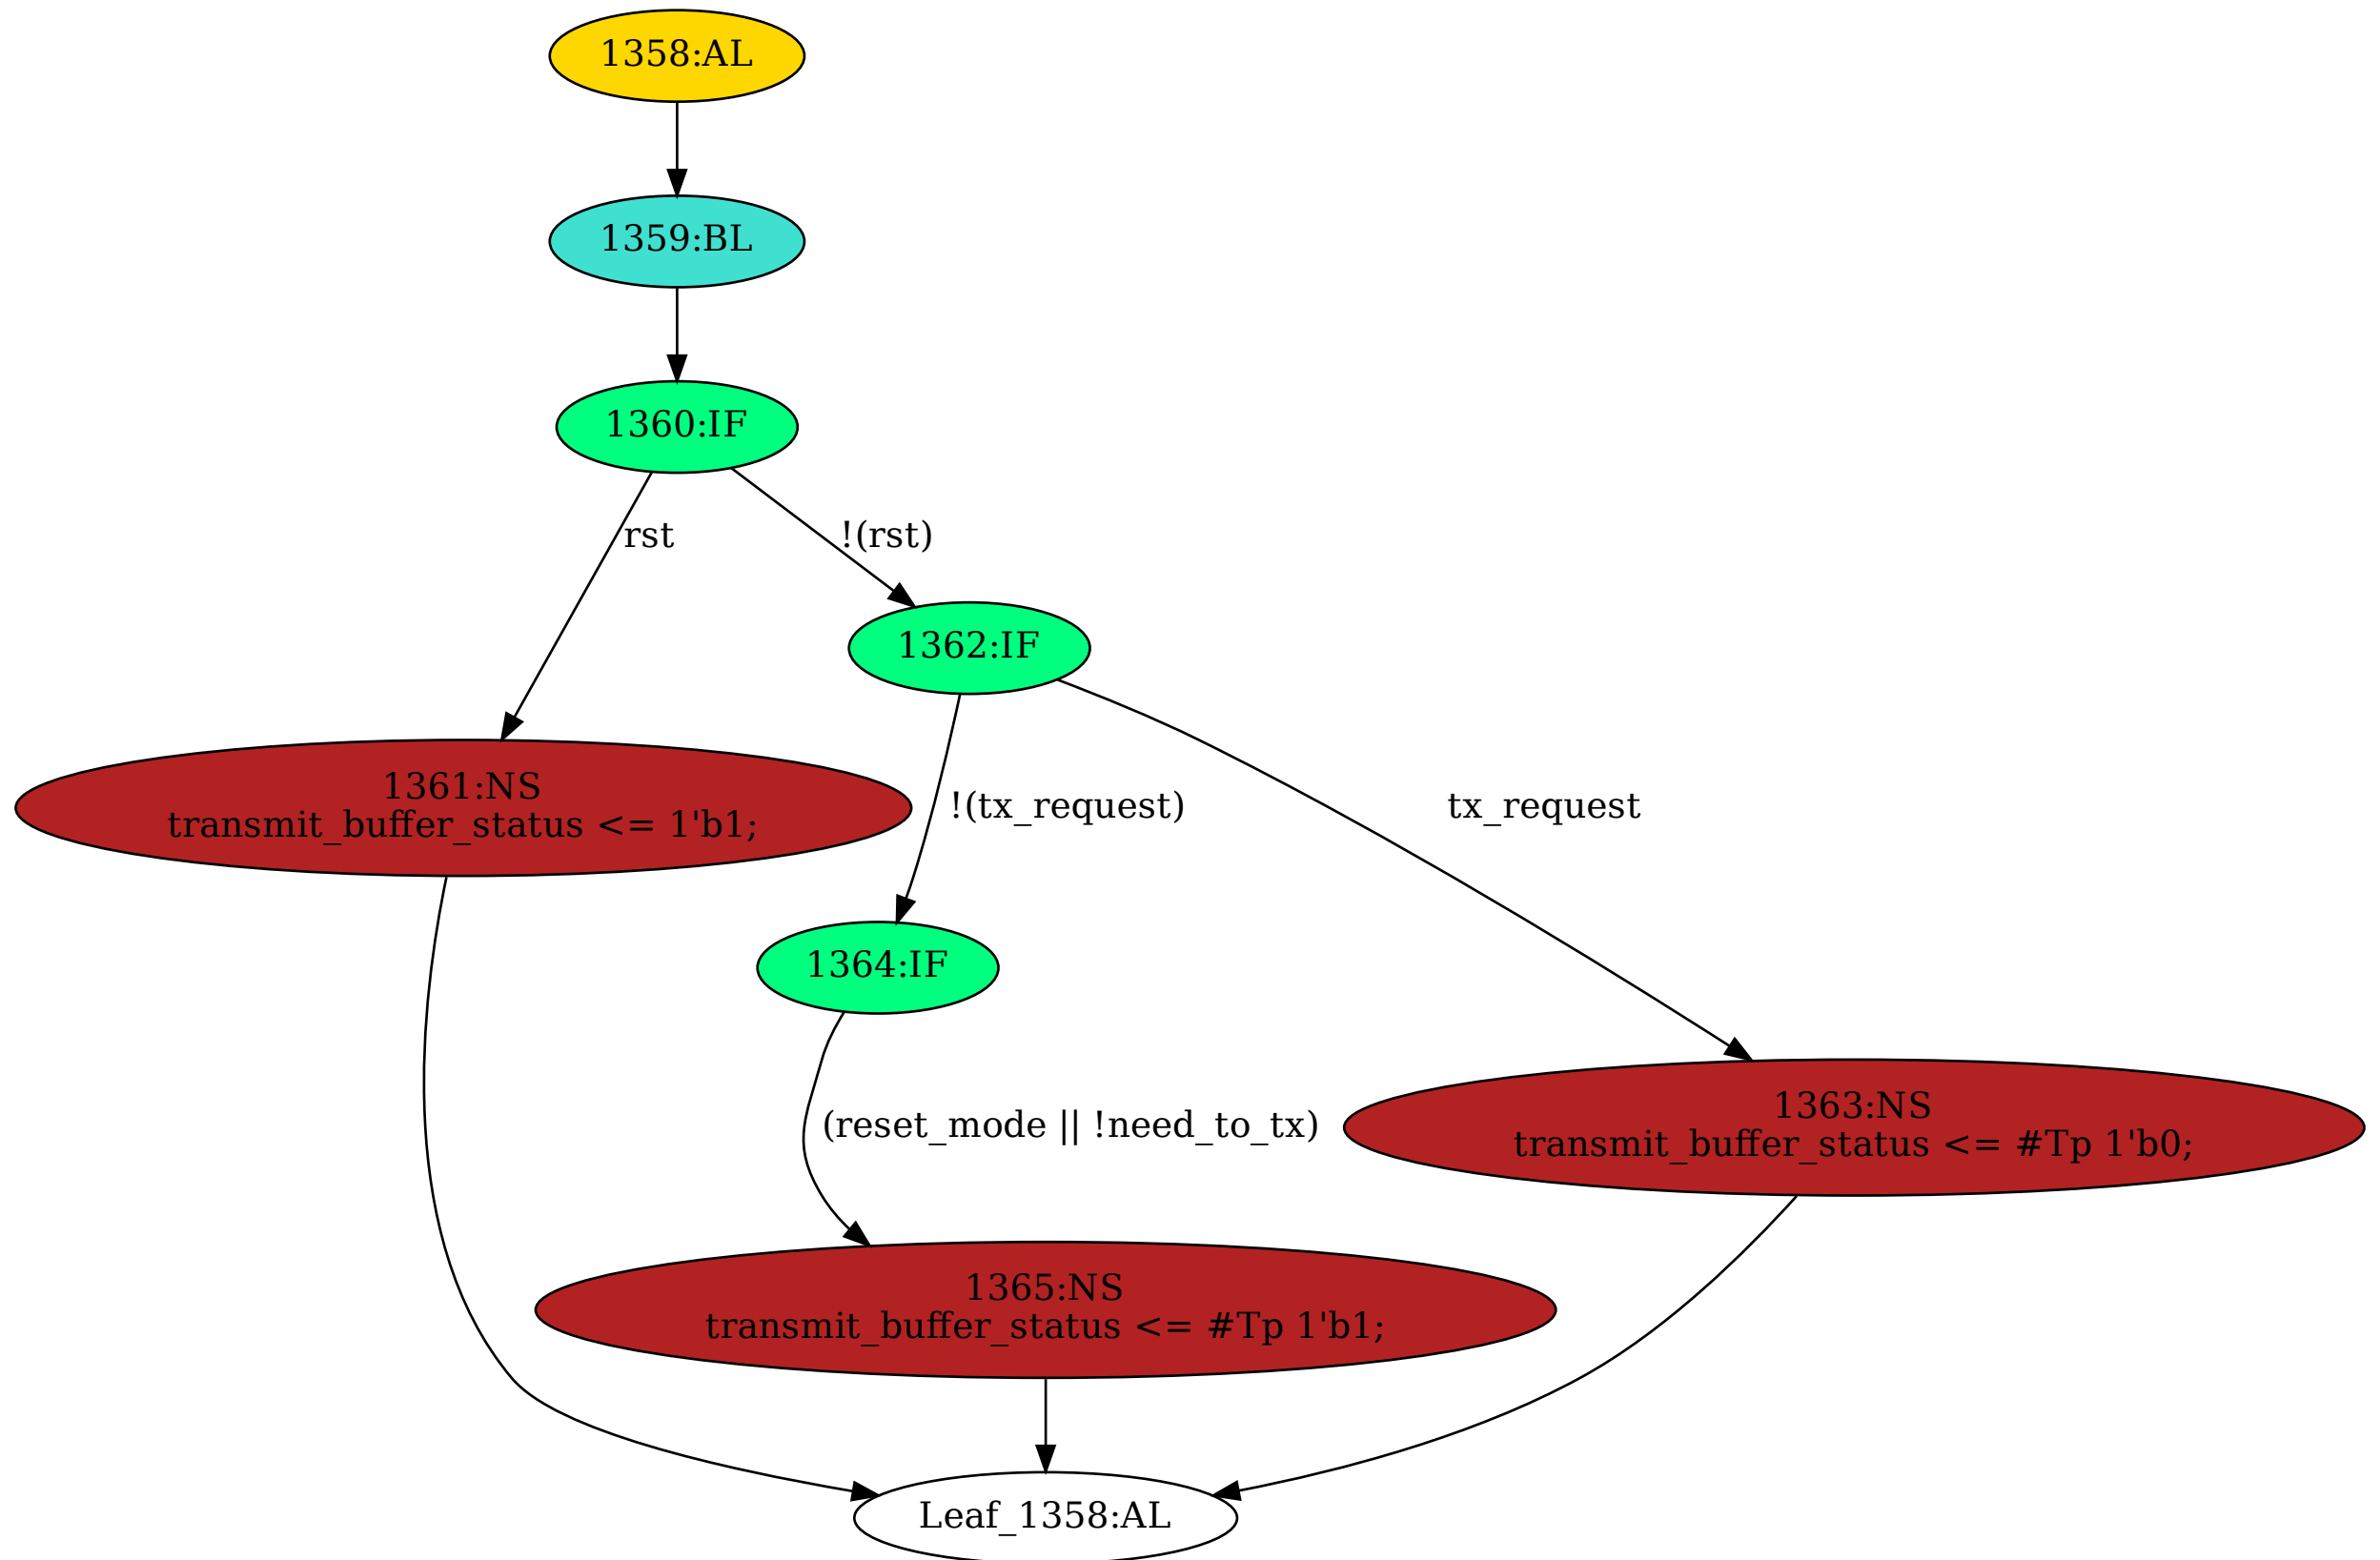 1358:AL
1359:BL
1360:IF
rst
!(rst)
1362:IF
1361:NS
transmit_buffer_status <= 1'b1;
!(tx_request)
tx_request
1364:IF
(reset_mode || !need_to_tx)
1363:NS
transmit_buffer_status <= #Tp 1'b0;
1365:NS
transmit_buffer_status <= #Tp 1'b1;
Leaf_1358:AL